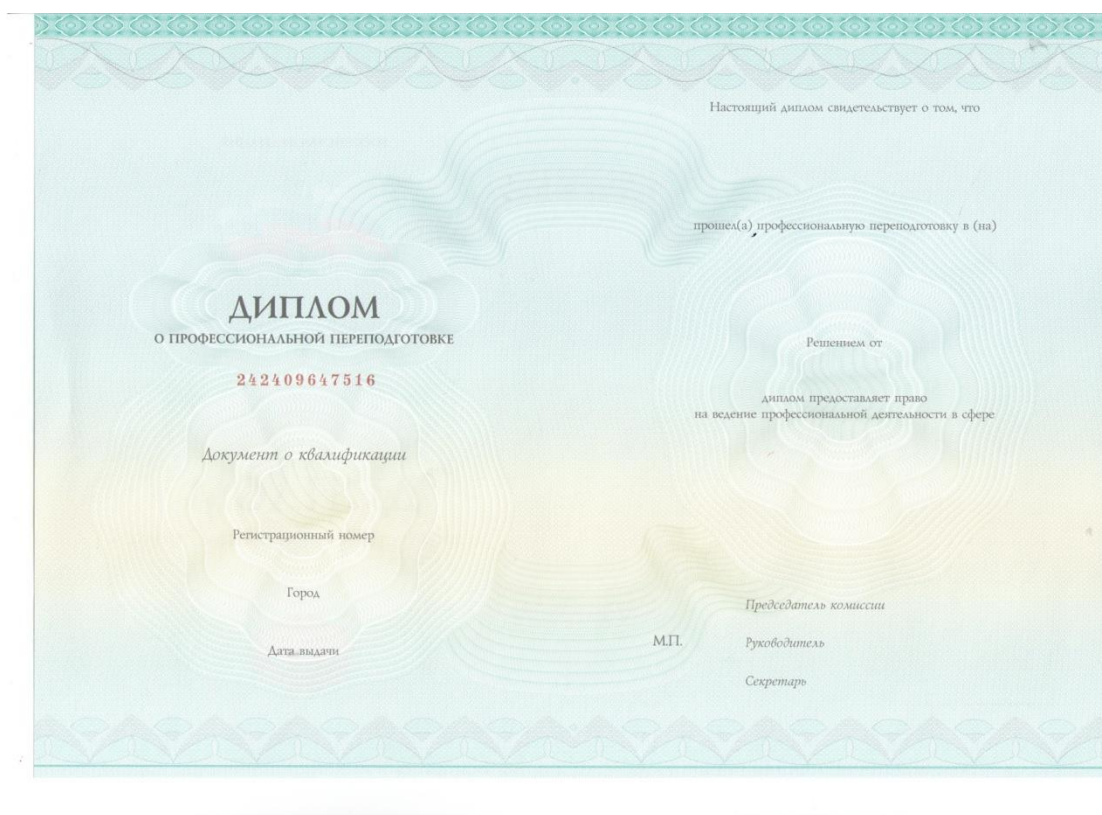 ДИПЛОМ
О ПРОФЕССИОНАЛЬНОЙ ПЕРЕПОДГОТОВКЕ
242409647516
Документ о квалификации
Регистрационный номер
Город
Дата выдачи
Настоящий диплом свидетельствует о том, что
прошел(а) профессиональную переподготовку в (на)
Решением от
диплом предоставляет право
на ведение профессиональной деятельности в сфере
М.П.
Председатель комиссии
Руководитель
Секретарь